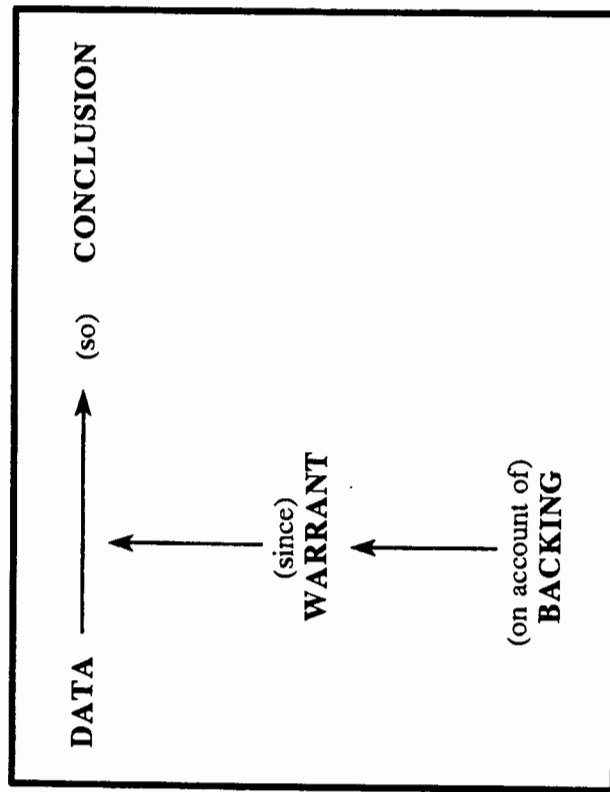 DATA (so) CONCLUSION
(since)
WARRANT
(on account of)
BACKING